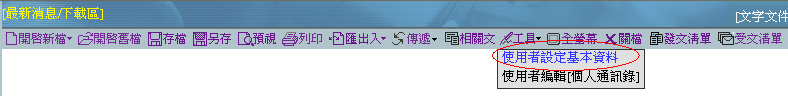 [最新消息/下載區]
[文字文件
開啓新檔 開啓舊檔 存檔 另存 預視 列印 匯出入 傳遞 相關文 工具 全螢幕 關檔 發文清單 受文清單
使用者設定基本資料
使用者編輯[個人通訊錄]